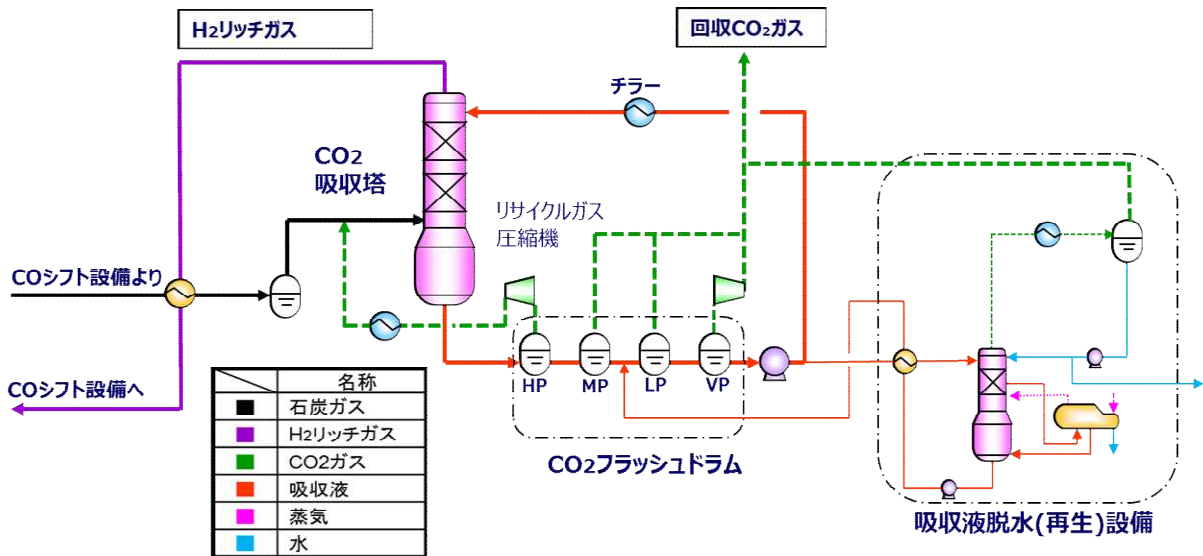 H₂リッチガス
回収CO₂ガス
チラー
CO2
吸収塔
リサイクルガス
圧縮機
COシフト設備より
HP
MP
LP
VP
COシフト設備へ
CO2フラッシュドラム
吸収液脱水(再生)設備
名称
石炭ガス
H₂リッチガス
CO2ガス
吸収液
蒸気
水